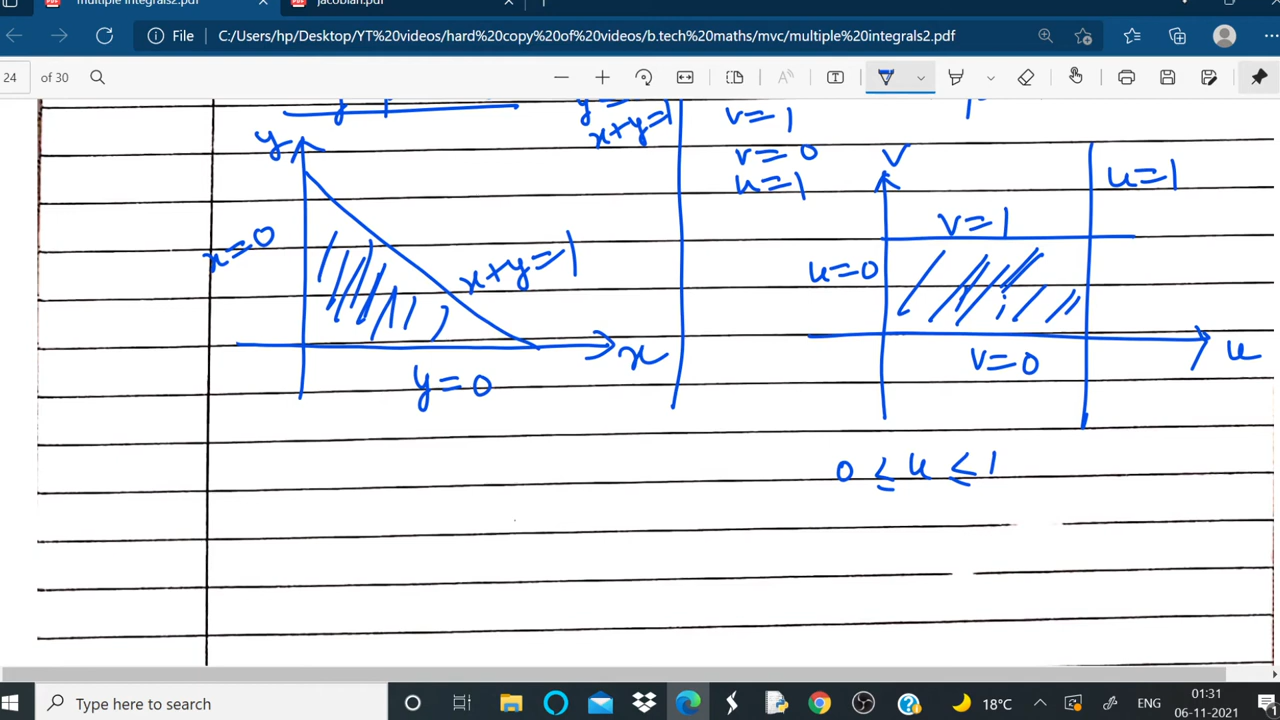 multiple integrals2.pdf
jacobian.pdf
File C:/Users/hp/Desktop/YT%20videos/hard%20copy%20of%20videos/b.tech%20maths/mvc/multiple%20integrals2.pdf
24 of 30
x+y=1
v=1
v=0
u=1
y
x=0
x+y=1
x
y=0
v
u=1
v=1
u=0
v=0
u
0 ≤ u ≤ 1
Type here to search
18°C
ENG
01:31
06-11-2021